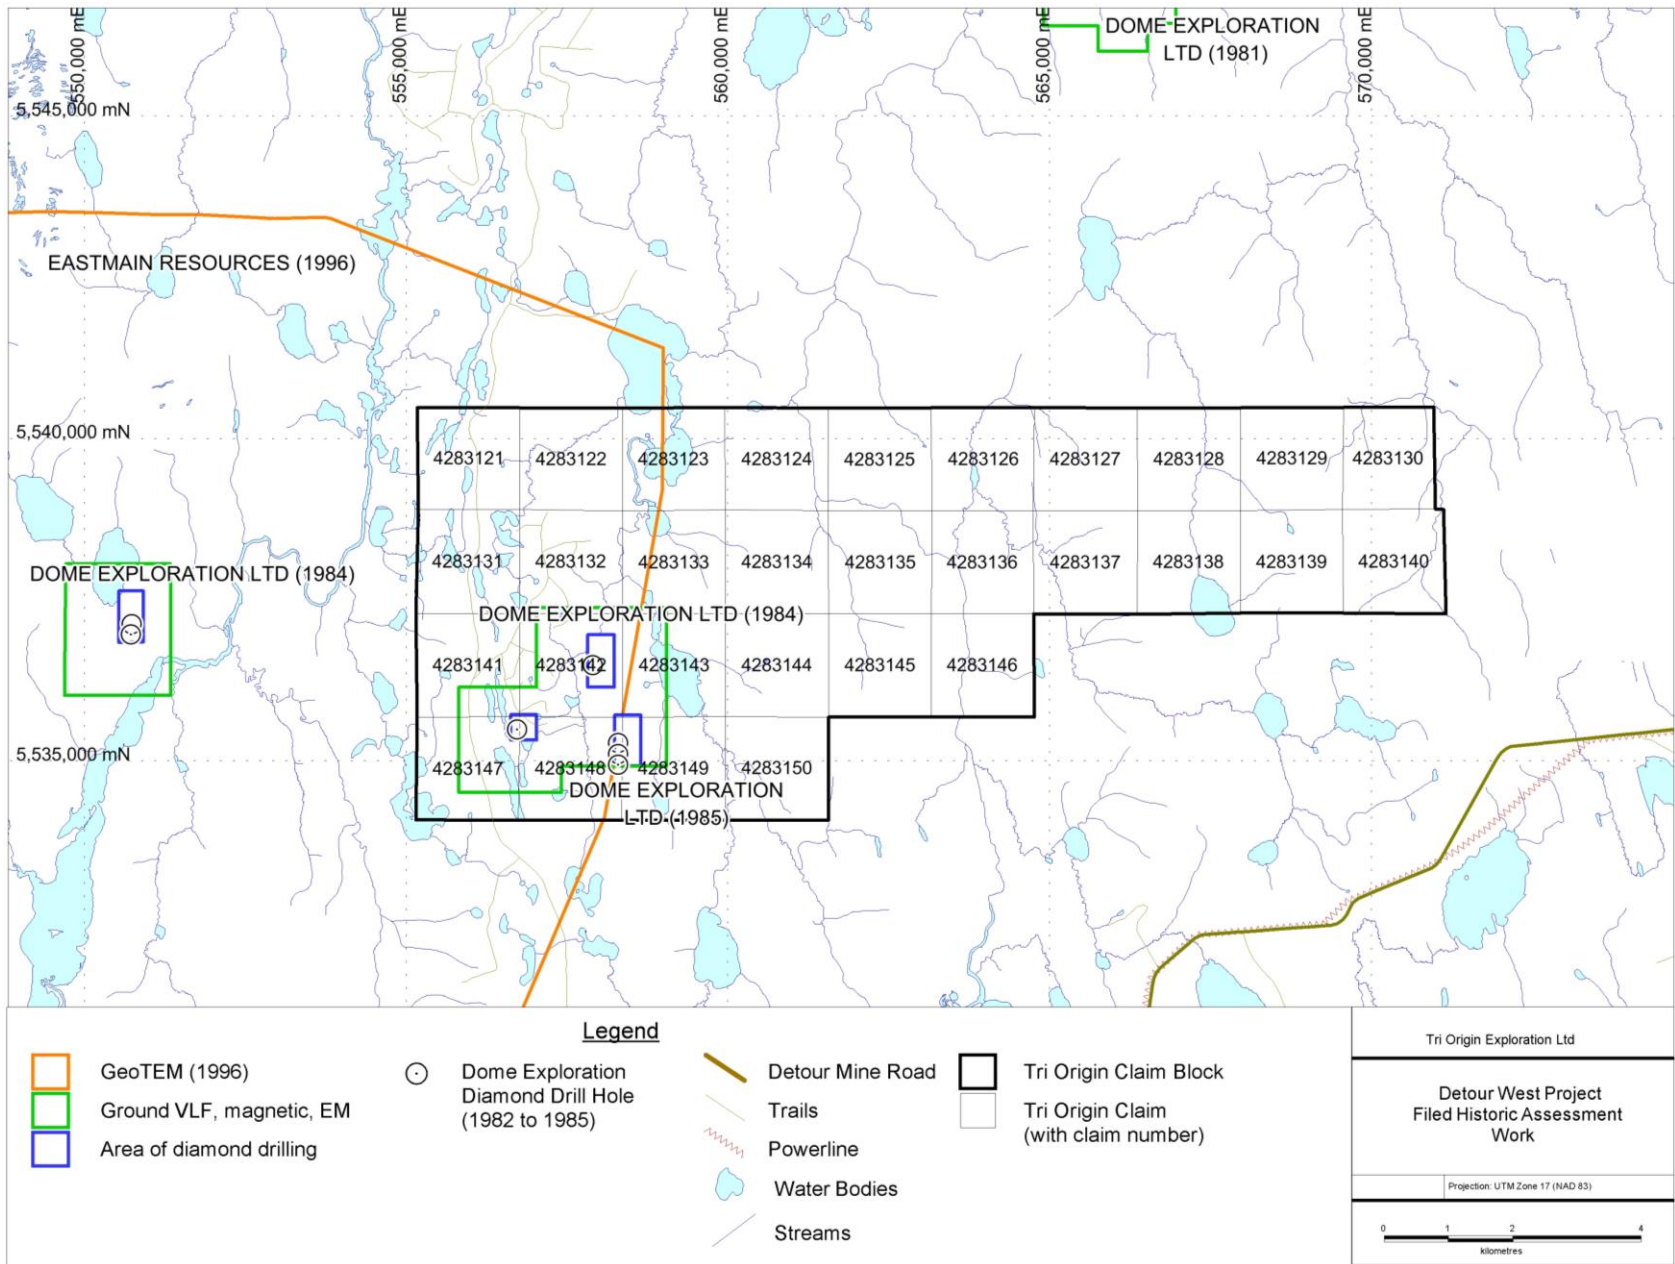 550,000 mE
555,000 mE
560,000 mE
565,000 mE
570,000 mE
DOME EXPLORATION
LTD (1981)
5,545,000 mN
EASTMAIN RESOURCES (1996)
5,540,000 mN
4283121 4283122 4283123 4283124 4283125 4283126 4283127 4283128 4283129 4283130
4283131 4283132 4283133 4283134 4283135 4283136 4283137 4283138 4283139 4283140
DOME EXPLORATION LTD (1984)
DOME EXPLORATION LTD (1984)
4283141 4283142 4283143 4283144 4283145 4283146
5,535,000 mN
4283147 4283148 4283149 4283150
DOME EXPLORATION
LTD (1985)
Legend
GeoTEM (1996)
Ground VLF, magnetic, EM
Area of diamond drilling
Dome Exploration
Diamond Drill Hole
(1982 to 1985)
Detour Mine Road
Trails
Powerline
Water Bodies
Streams
Tri Origin Claim Block
Tri Origin Claim
(with claim number)
Tri Origin Exploration Ltd
Detour West Project
Filed Historic Assessment
Work
Projection: UTM Zone 17 (NAD 83)
0 1 2 4
kilometres